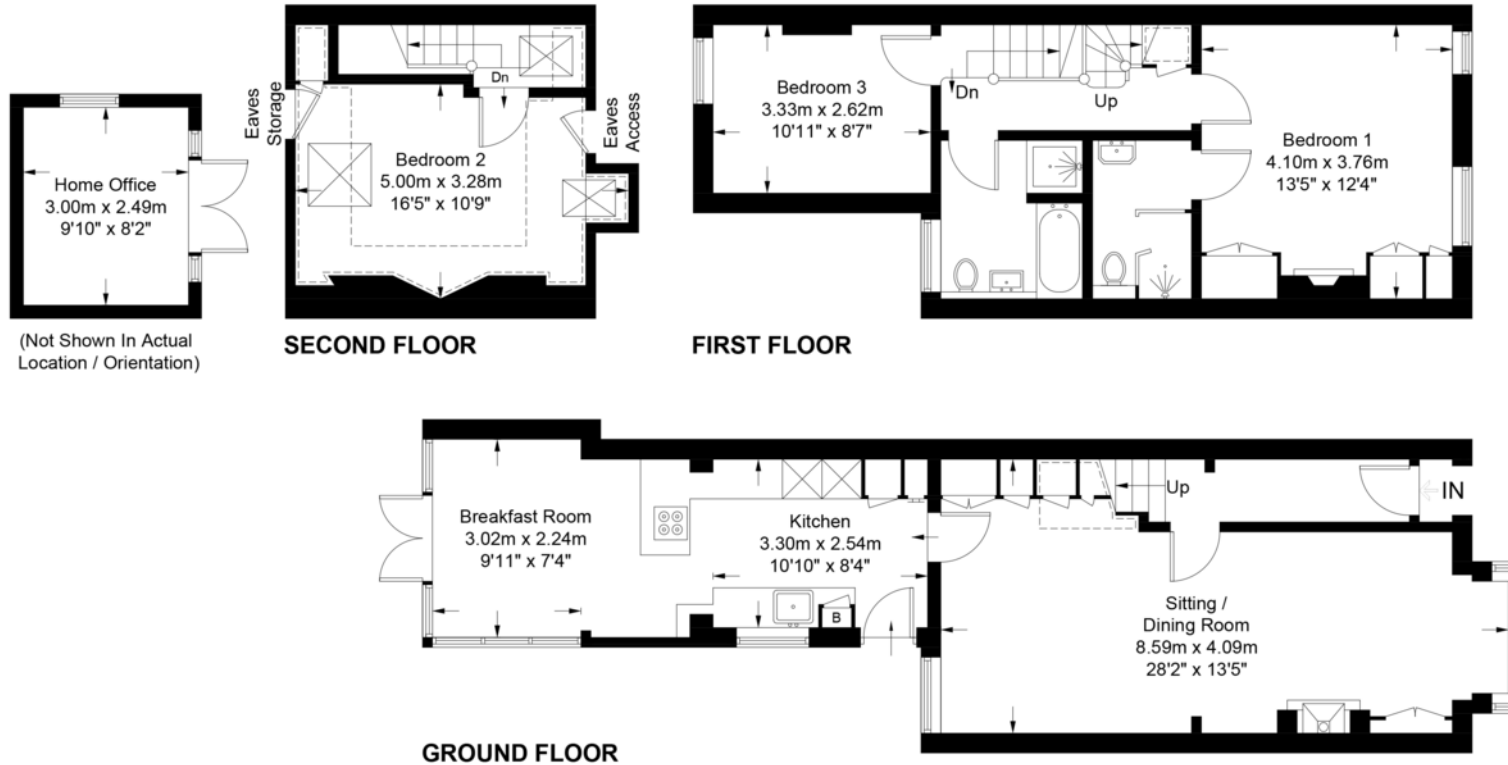 Home Office
3.00m x 2.49m
9'10" x 8'2"
(Not Shown In Actual
Location / Orientation)
Eaves
Storage
Dn
Bedroom 2
5.00m x 3.28m
16'5" x 10'9"
Eaves
Access
SECOND FLOOR
Bedroom 3
3.33m x 2.62m
10'11" x 8'7"
Dn
Up
Bedroom 1
4.10m x 3.76m
13'5" x 12'4"
FIRST FLOOR
Breakfast Room
3.02m x 2.24m
9'11" x 7'4"
Kitchen
3.30m x 2.54m
10'10" x 8'4"
B
Up
IN
Sitting /
Dining Room
8.59m x 4.09m
28'2" x 13'5"
GROUND FLOOR